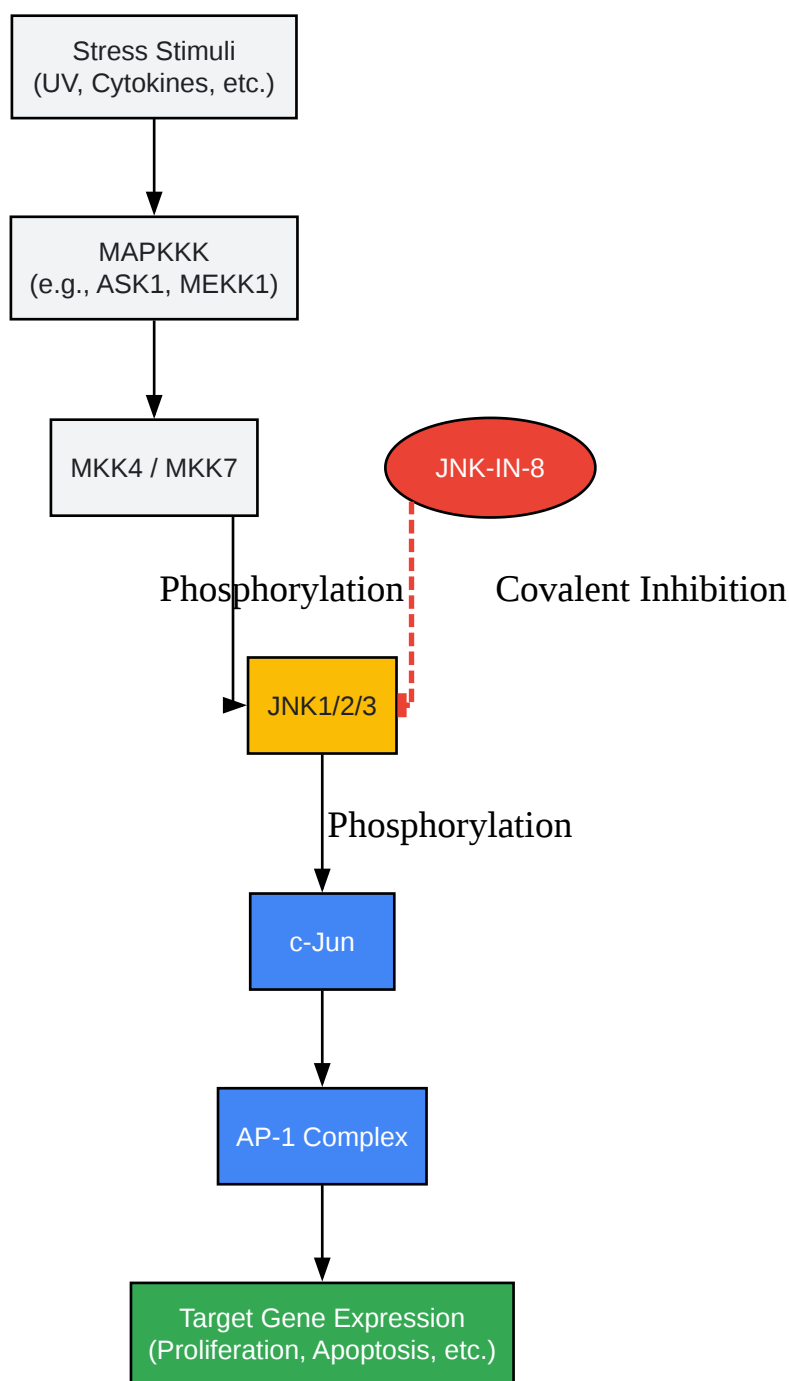 Stress Stimuli
(UV, Cytokines, etc.)
MAPKKK
(e.g., ASK1, MEKK1)
MKK4 / MKK7
JNK-IN-8
Phosphorylation
Covalent Inhibition
JNK1/2/3
Phosphorylation
c-Jun
AP-1 Complex
Target Gene Expression
(Proliferation, Apoptosis, etc.)